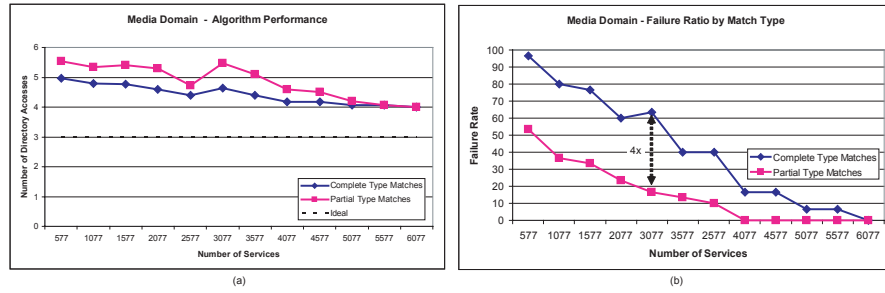 Media Domain - Algorithm Performance
Number of Directory Accesses
6
5
4
3
2
1
0
Complete Type Matches
Partial Type Matches
Ideal
577 1077 1577 2077 2577 3077 3577 4077 4577 5077 5577 6077
Number of Services
(a)
Media Domain - Failure Ratio by Match Type
Failure Rate
100
90
80
70
60
50
40
30
20
10
0
4x
Complete Type Matches
Partial Type Matches
577 1077 1577 2077 3077 3577 2577 4077 4577 5077 5577 6077
Number of Services
(b)